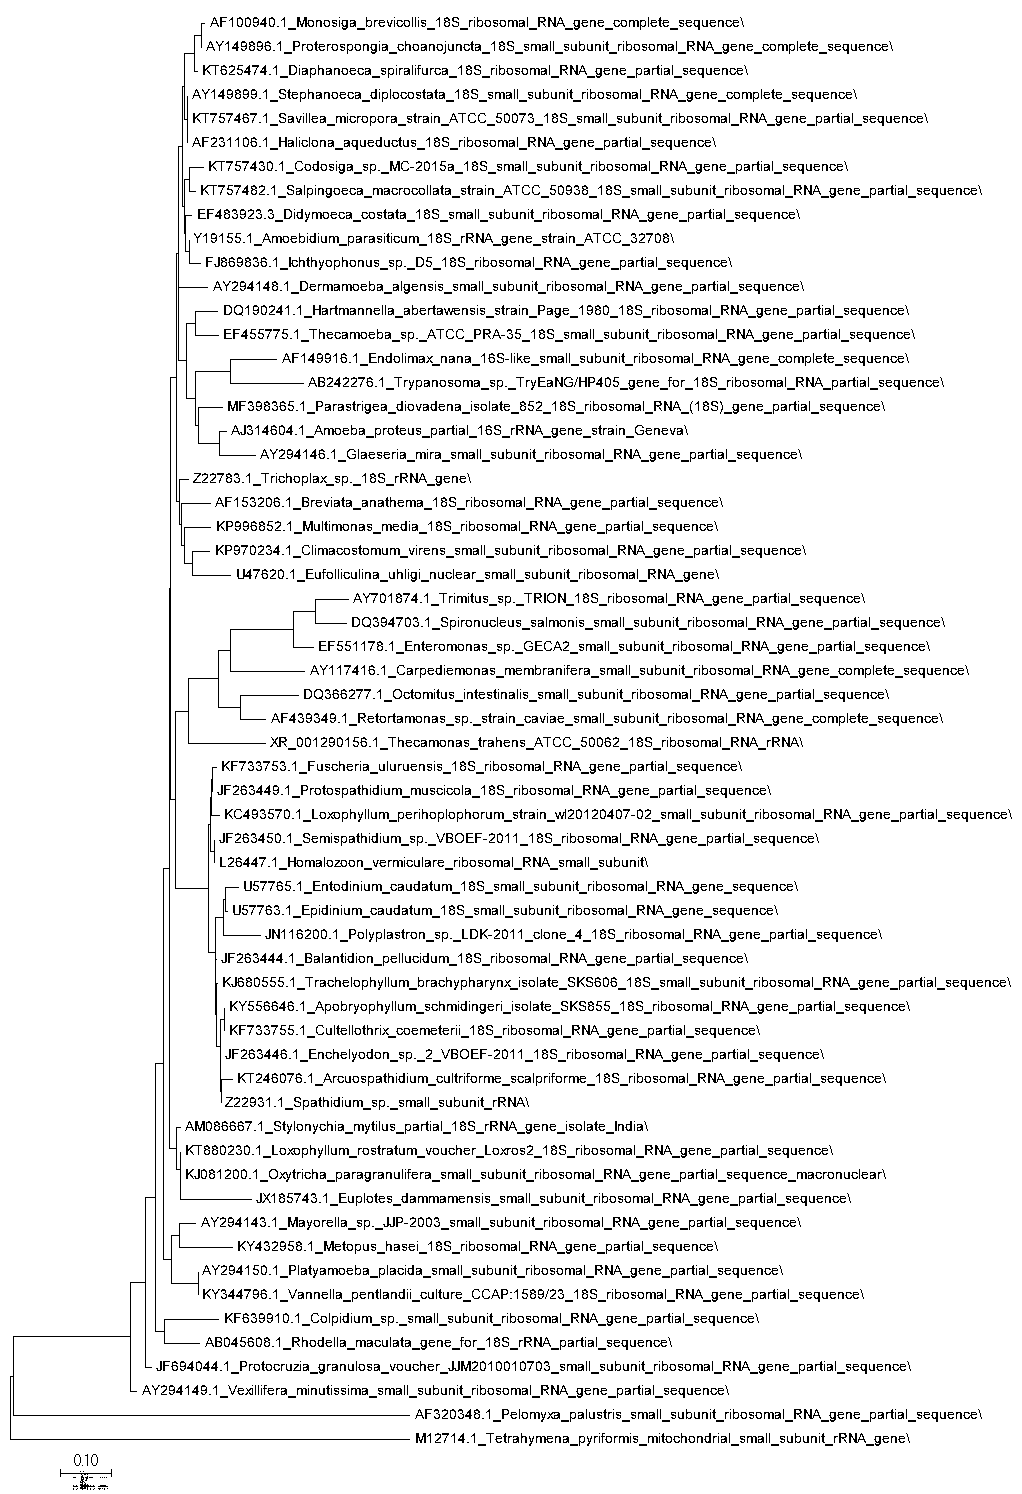 AF100940.1_Monosiga_brevicollis_18S_ribosomal_RNA_gene_complete_sequence\
AY149896.1_Proterospongia_choanojuncta_18S_small_subunit_ribosomal_RNA_gene_complete_sequence\
KT625474.1_Diaphanoeca_spiralifurca_18S_ribosomal_RNA_gene_partial_sequence\
AY149899.1_Stephanoeca_diplocostata_18S_small_subunit_ribosomal_RNA_gene_complete_sequence\
KT757467.1_Savillea_micropora_strain_ATCC_50073_18S_small_subunit_ribosomal_RNA_gene_partial_sequence\
AF231106.1_Haliclona_aqueductus_18S_ribosomal_RNA_gene_partial_sequence\
KT757430.1_Codosiga_sp._MC-2015a_18S_small_subunit_ribosomal_RNA_gene_partial_sequence\
KT757482.1_Salpingoeca_macrocollata_strain_ATCC_50938_18S_small_subunit_ribosomal_RNA_gene_partial_sequence\
EF483923.3_Didymoeca_costata_18S_small_subunit_ribosomal_RNA_gene_partial_sequence\
Y19155.1_Amoebidium_parasiticum_18S_rRNA_gene_strain_ATCC_32708\
FJ869836.1_Ichthyophonus_sp._D5_18S_ribosomal_RNA_gene_partial_sequence\
AY294148.1_Dermamoeba_algensis_small_subunit_ribosomal_RNA_gene_partial_sequence\
DQ190241.1_Hartmannella_abertawensis_strain_Page_1980_18S_ribosomal_RNA_gene_partial_sequence\
EF455775.1_Thecamoeba_sp._ATCC_PRA-35_18S_small_subunit_ribosomal_RNA_gene_partial_sequence\
AF149916.1_Endolimax_nana_16S-like_small_subunit_ribosomal_RNA_gene_complete_sequence\
AB242276.1_Trypanosoma_sp._TryEaNG/HP405_gene_for_18S_ribosomal_RNA_partial_sequence\
MF398365.1_Parastrigea_diovadena_isolate_852_18S_ribosomal_RNA_(18S)_gene_partial_sequence\
AJ314604.1_Amoeba_proteus_partial_16S_rRNA_gene_strain_Geneva\
AY294146.1_Glaeseria_mira_small_subunit_ribosomal_RNA_gene_partial_sequence\
Z22783.1_Trichoplax_sp._18S_rRNA_gene\
AF153206.1_Breviata_anathema_18S_ribosomal_RNA_gene_partial_sequence\
KP996852.1_Multimonas_media_18S_ribosomal_RNA_gene_partial_sequence\
KP970234.1_Climacostomum_virens_small_subunit_ribosomal_RNA_gene_partial_sequence\
U47620.1_Eufolliculina_uhligi_nuclear_small_subunit_ribosomal_RNA_gene\
AY701874.1_Trimitus_sp._TRION_18S_ribosomal_RNA_gene_partial_sequence\
DQ394703.1_Spironucleus_salmonis_small_subunit_ribosomal_RNA_gene_partial_sequence\
EF551178.1_Enteromonas_sp._GECA2_small_subunit_ribosomal_RNA_gene_partial_sequence\
AY117416.1_Carpediemonas_membranifera_small_subunit_ribosomal_RNA_gene_complete_sequence\
DQ366277.1_Octomitus_intestinalis_small_subunit_ribosomal_RNA_gene_partial_sequence\
AF439349.1_Retortamonas_sp._strain_caviae_small_subunit_ribosomal_RNA_gene_complete_sequence\
XR_001290156.1_Thecamonas_trahens_ATCC_50062_18S_ribosomal_RNA_rRNA\
KF733753.1_Fuscheria_uluruensis_18S_ribosomal_RNA_gene_partial_sequence\
JF263449.1_Protospathidium_muscicola_18S_ribosomal_RNA_gene_partial_sequence\
KC493570.1_Loxophyllum_perihoplophorum_strain_wl20120407-02_small_subunit_ribosomal_RNA_gene_partial_sequence\
JF263450.1_Semispathidium_sp._VBOEF-2011_18S_ribosomal_RNA_gene_partial_sequence\
L26447.1_Homalozoon_vermiculare_ribosomal_RNA_small_subunit\
U57765.1_Entodinium_caudatum_18S_small_subunit_ribosomal_RNA_gene_sequence\
U57763.1_Epidinium_caudatum_18S_small_subunit_ribosomal_RNA_gene_sequence\
JN116200.1_Polyplastron_sp._LDK-2011_clone_4_18S_ribosomal_RNA_gene_partial_sequence\
JF263444.1_Balantidion_pellucidum_18S_ribosomal_RNA_gene_partial_sequence\
KJ680555.1_Trachelophyllum_brachypharynx_isolate_SKS606_18S_small_subunit_ribosomal_RNA_gene_partial_sequence\
KY556646.1_Apobryophyllum_schmidingeri_isolate_SKS855_18S_ribosomal_RNA_gene_partial_sequence\
KF733755.1_Cultellothrix_coemeterii_18S_ribosomal_RNA_gene_partial_sequence\
JF263446.1_Enchelyodon_sp._2_VBOEF-2011_18S_ribosomal_RNA_gene_partial_sequence\
KT246076.1_Arcuospathidium_cultriforme_scalpriforme_18S_ribosomal_RNA_gene_partial_sequence\
Z22931.1_Spathidium_sp._small_subunit_rRNA\
AM086667.1_Stylonychia_mytilus_partial_18S_rRNA_gene_isolate_India\
KT880230.1_Loxophyllum_rostratum_voucher_Loxros2_18S_ribosomal_RNA_gene_partial_sequence\
KJ081200.1_Oxytricha_paragranulifera_small_subunit_ribosomal_RNA_gene_partial_sequence_macronuclear\
JX185743.1_Euplotes_dammamensis_small_subunit_ribosomal_RNA_gene_partial_sequence\
AY294143.1_Mayorella_sp._JJP-2003_small_subunit_ribosomal_RNA_gene_partial_sequence\
KY432958.1_Metopus_hasei_18S_ribosomal_RNA_gene_partial_sequence\
AY294150.1_Platyamoeba_placida_small_subunit_ribosomal_RNA_gene_partial_sequence\
KY344796.1_Vannella_pentlandii_culture_CCAP:1589/23_18S_ribosomal_RNA_gene_partial_sequence\
KF639910.1_Colpidium_sp._small_subunit_ribosomal_RNA_gene_partial_sequence\
AB045608.1_Rhodella_maculata_gene_for_18S_rRNA_partial_sequence\
JF694044.1_Protocruzia_granulosa_voucher_JJM2010010703_small_subunit_ribosomal_RNA_gene_partial_sequence\
AY294149.1_Vexillifera_minutissima_small_subunit_ribosomal_RNA_gene_partial_sequence\
AF320348.1_Pelomyxa_palustris_small_subunit_ribosomal_RNA_gene_partial_sequence\
M12714.1_Tetrahymena_pyriformis_mitochondrial_small_subunit_rRNA_gene\
0.10